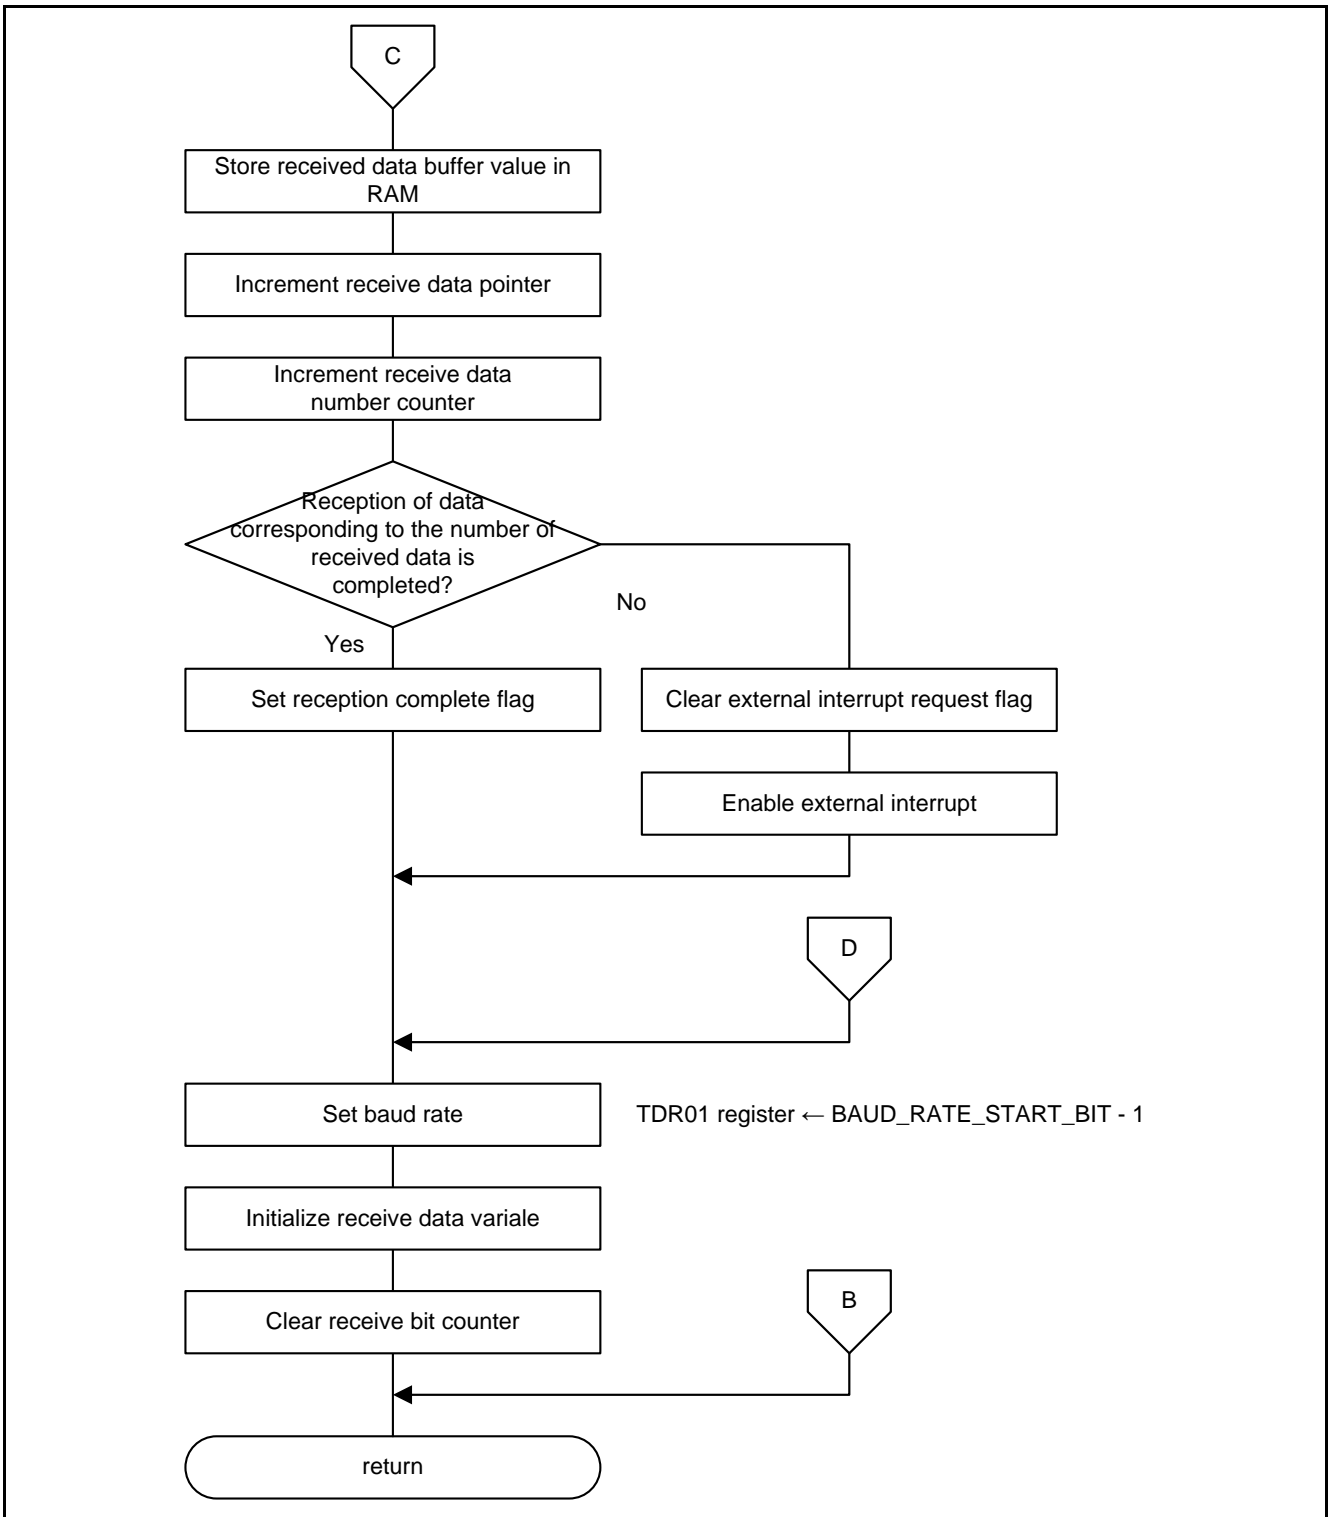 C
Store received data buffer value in
RAM
Increment receive data pointer
Increment receive data
number counter
Reception of data
corresponding to the number of
received data is
completed?
No
Yes
Set reception complete flag
Clear external interrupt request flag
Enable external interrupt
D
Set baud rate
TDR01 register ← BAUD_RATE_START_BIT - 1
Initialize receive data variale
Clear receive bit counter
B
return